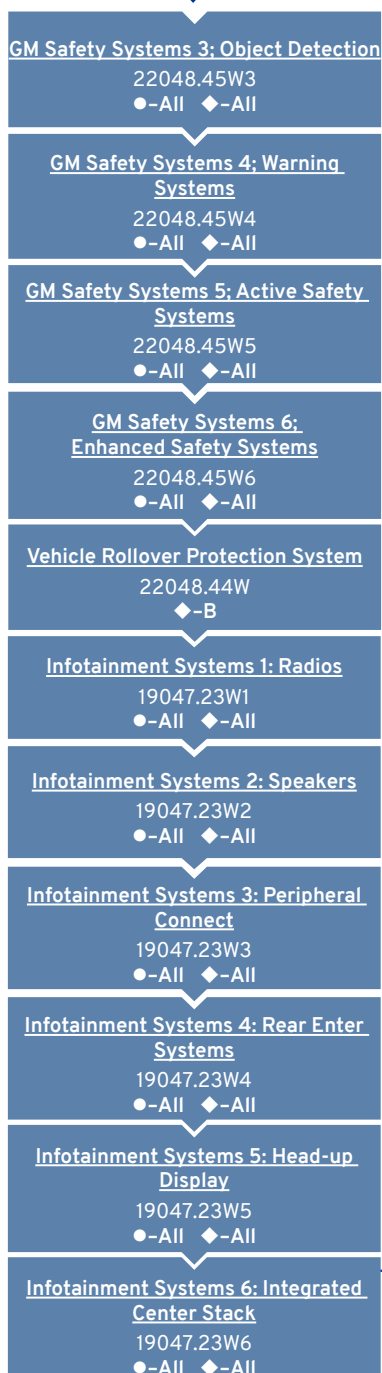 GM Safety Systems 3; Object Detection
22048.45W3
●–All ◆–All
GM Safety Systems 4; Warning
Systems
22048.45W4
●–All ◆–All
GM Safety Systems 5; Active Safety
Systems
22048.45W5
●–All ◆–All
GM Safety Systems 6;
Enhanced Safety Systems
22048.45W6
●–All ◆–All
Vehicle Rollover Protection System
22048.44W
◆–B
Infotainment Systems 1: Radios
19047.23W1
●–All ◆–All
Infotainment Systems 2: Speakers
19047.23W2
●–All ◆–All
Infotainment Systems 3: Peripheral
Connect
19047.23W3
●–All ◆–All
Infotainment Systems 4: Rear Enter
Systems
19047.23W4
●–All ◆–All
Infotainment Systems 5: Head-up
Display
19047.23W5
●–All ◆–All
Infotainment Systems 6: Integrated
Center Stack
19047.23W6
●–All ◆–All